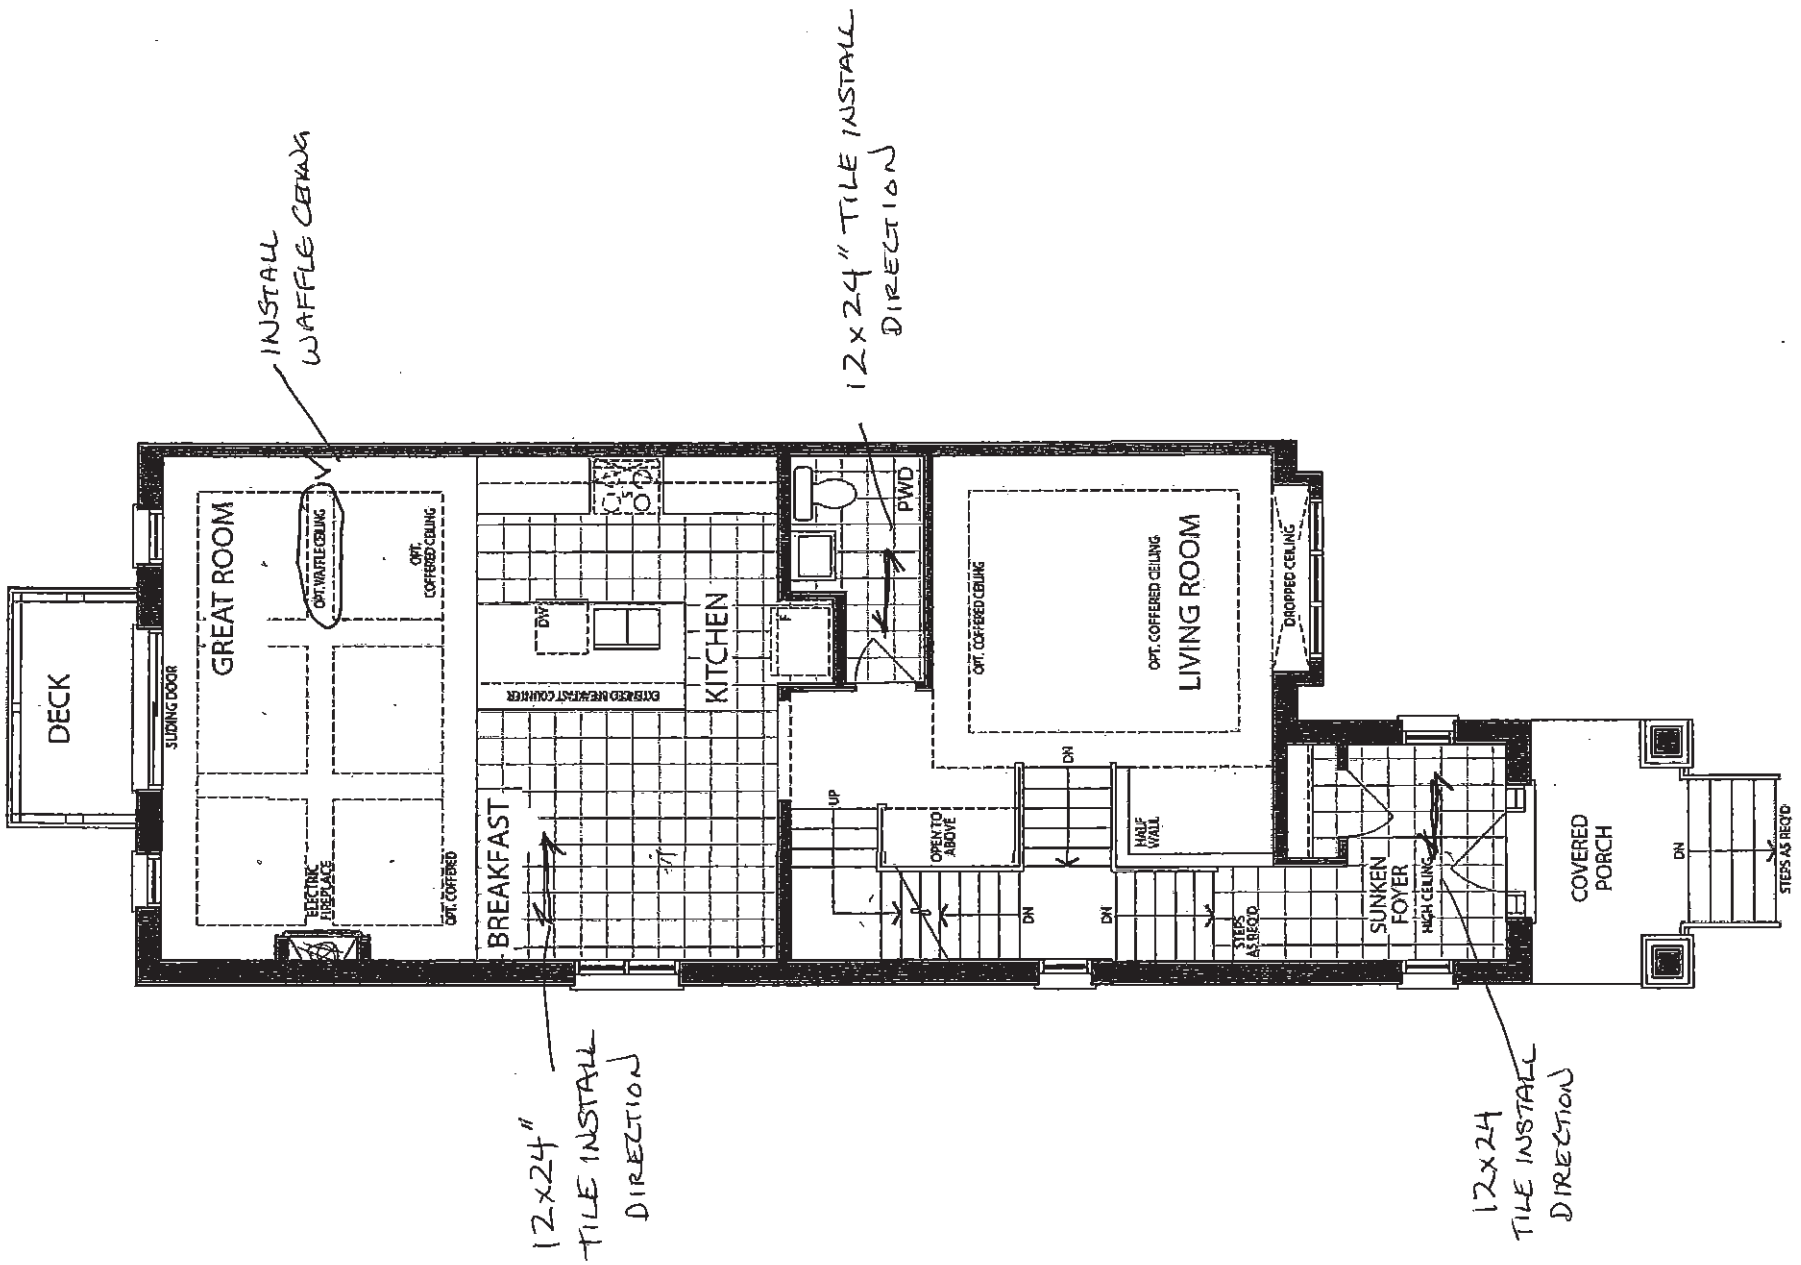 INSTALL
WAFFLE CEILING
12x24" TILE INSTALL
DIRECTION
DECK
SLIDING DOOR
GREAT ROOM
OPT. WAFFLE CEILING
OPT.
COFFERED CEILING
ELECTRIC
FIREPLACE
OPT. COFFERED
BREAKFAST
DW
EXTENDED BREAKFAST COUNTER
KITCHEN
S
F
PWD
OPT. COFFERED CEILING
OPT. COFFERED CEILING
LIVING ROOM
DROPPED CEILING
UP
OPEN TO
ABOVE
DN
DN
DN
HALF
WALL
STEPS
AS REQ'D
SUNKEN
FOYER
HIGH CEILING
COVERED
PORCH
DN
STEPS AS REQ'D
12x24"
TILE INSTALL
DIRECTION
12x24
TILE INSTALL
DIRECTION